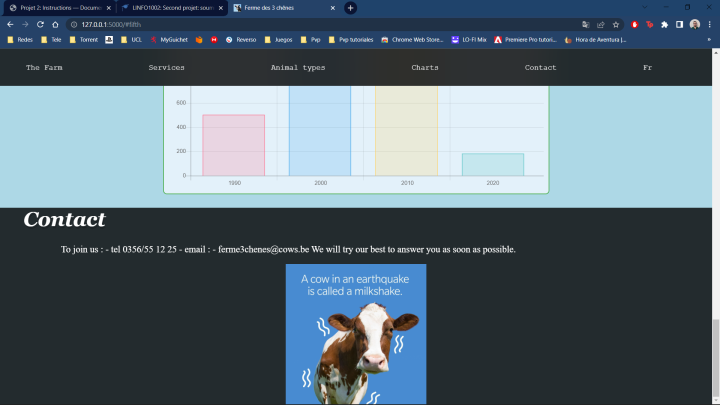 Projet 2: Instructions — Docume
LINFO1002: Second projet: sour
Ferme des 3 chênes
127.0.0.1:5000/#filth
Redes Tele Torrent UCL MyGuichet Reverso Juegos Pvp Pvp tutoriales Chrome Web Store... LO-FI Mix Premiere Pro tutori... Hora de Aventura |...
The Farm Services Animal types Charts Contact Fr
600
400
200
0
1990 2000 2010 2020
Contact
To join us : - tel 0356/55 12 25 - email : - ferme3chenes@cows.be We will try our best to answer you as soon as possible.
A cow in an earthquake
is called a milkshake.